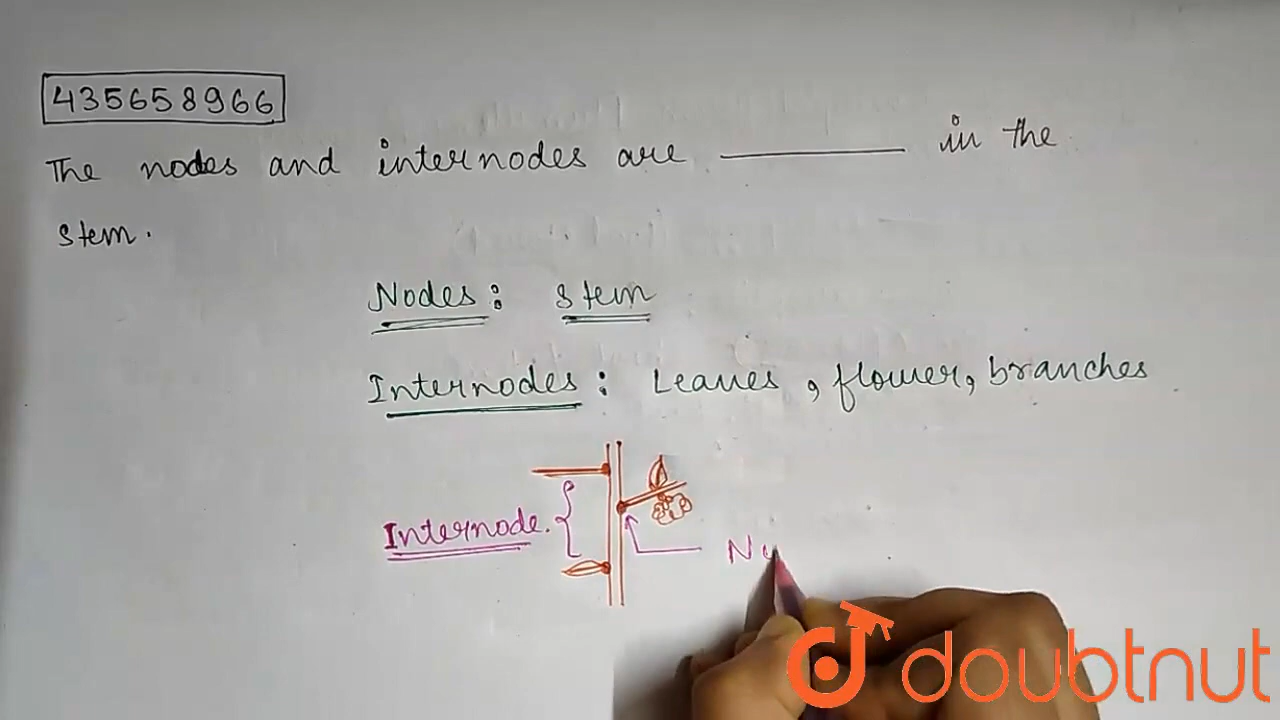 435658966
The nodes and internodes are ________ in the
stem.
Nodes: stem
Internodes: Leaves, flower, branches
Internode.
doubtnut